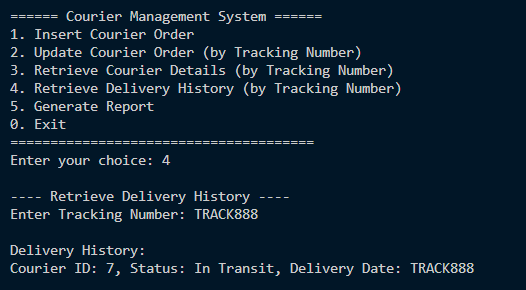 ====== Courier Management System ======
1. Insert Courier Order
2. Update Courier Order (by Tracking Number)
3. Retrieve Courier Details (by Tracking Number)
4. Retrieve Delivery History (by Tracking Number)
5. Generate Report
0. Exit
======================================
Enter your choice: 4
---- Retrieve Delivery History ----
Enter Tracking Number: TRACK888
Delivery History:
Courier ID: 7, Status: In Transit, Delivery Date: TRACK888